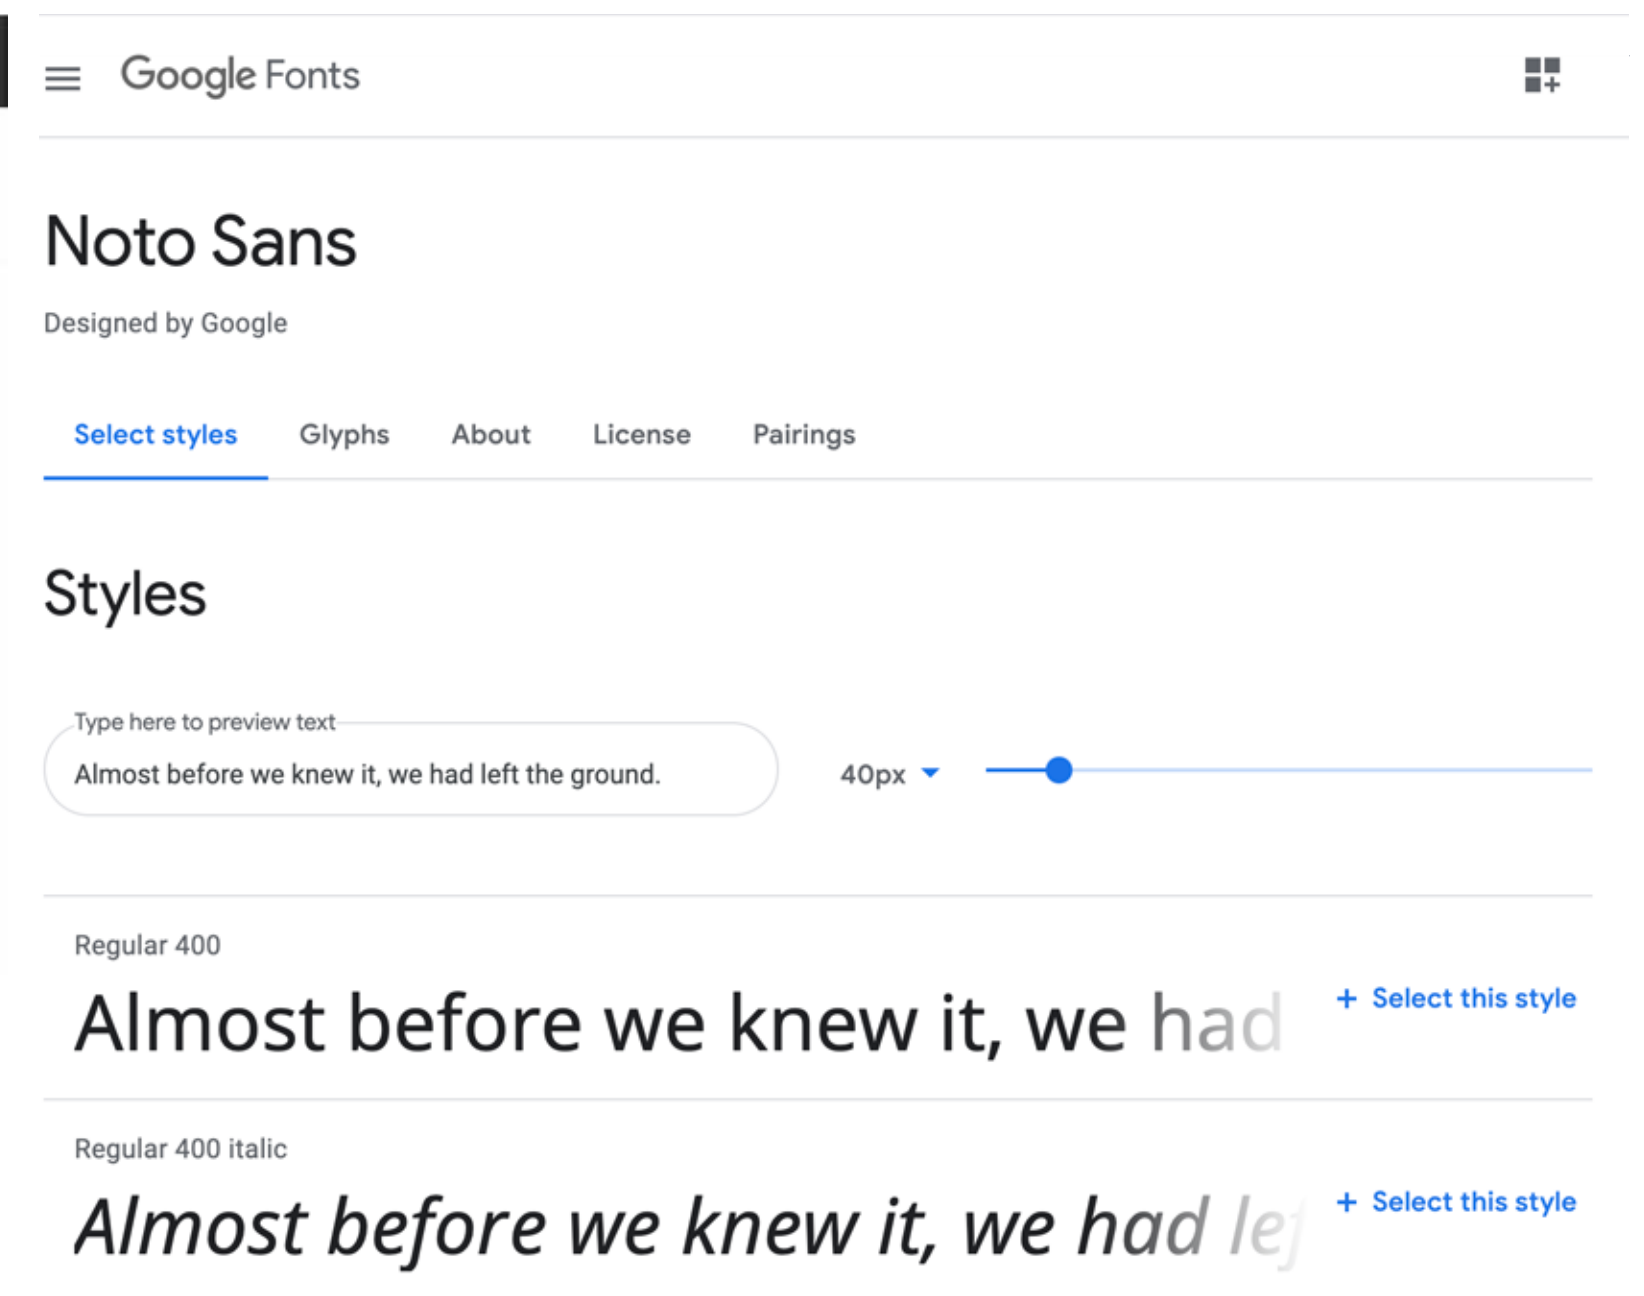 Google Fonts
Noto Sans
Designed by Google
Select styles Glyphs About License Pairings
Styles
Type here to preview text
Almost before we knew it, we had left the ground.
40px
Regular 400
Almost before we knew it, we had
+ Select this style
Regular 400 italic
Almost before we knew it, we had lef
+ Select this style